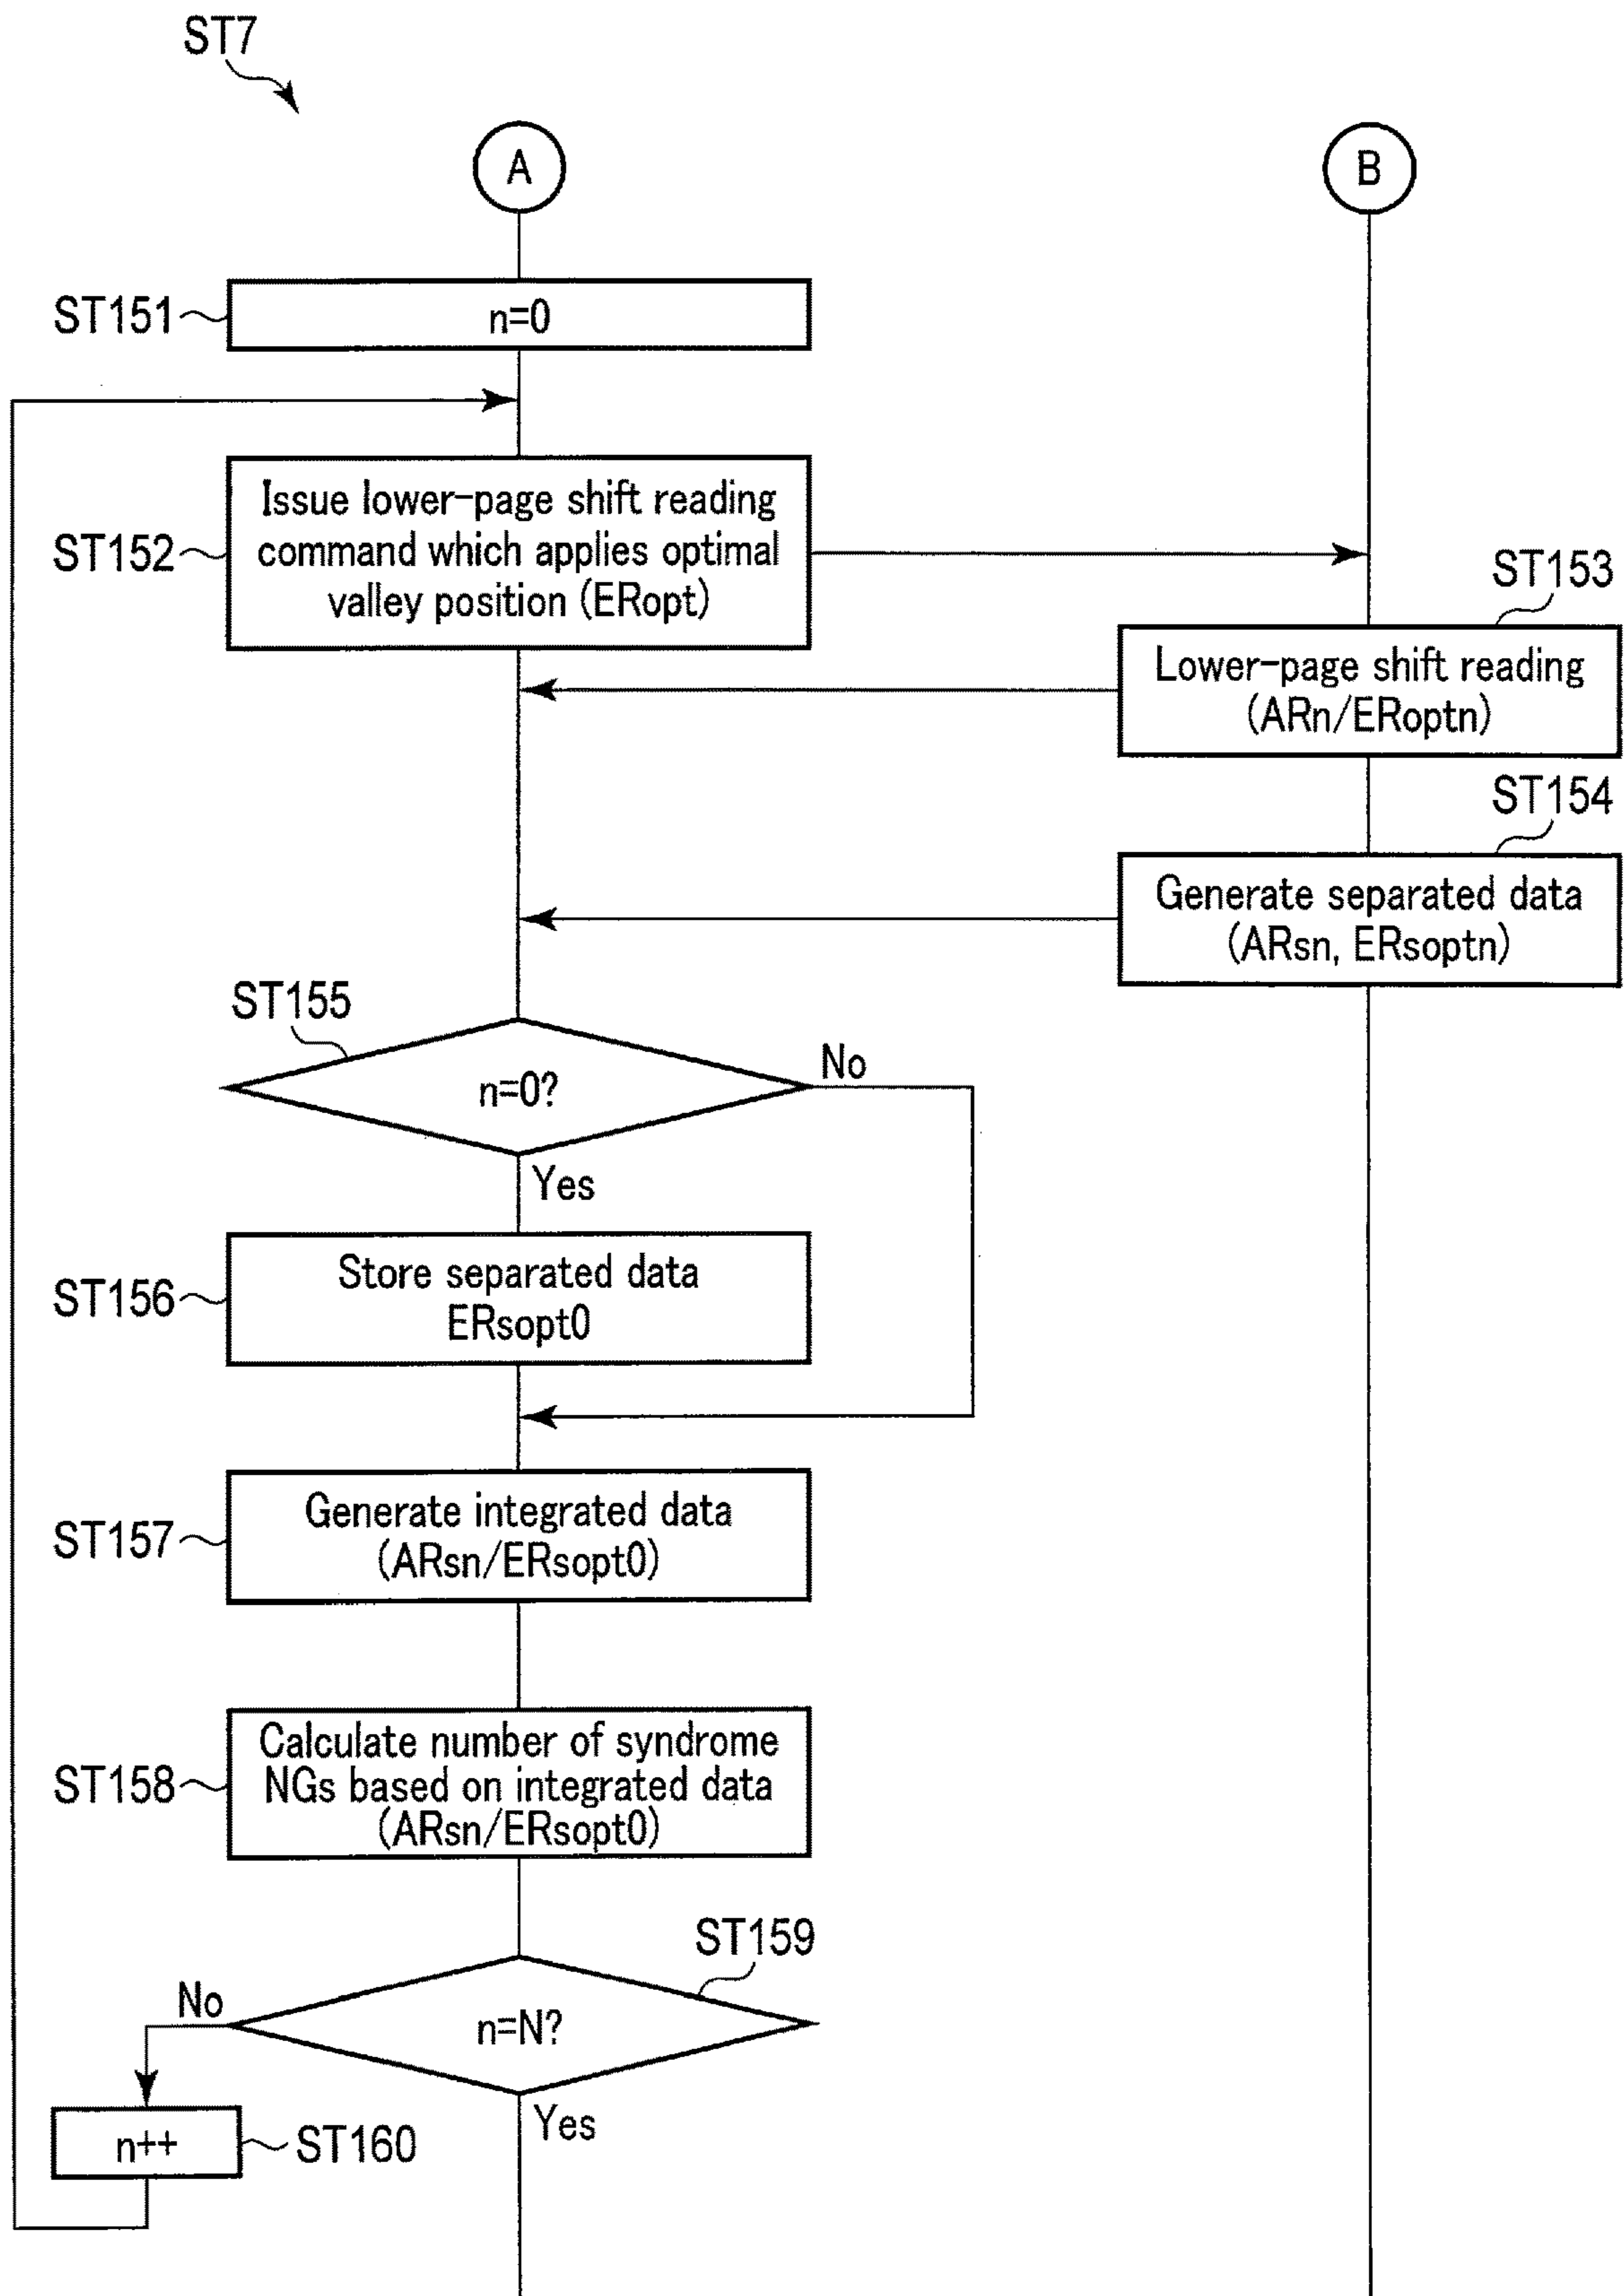 ST7
A
B
ST151
n=0
ST152
Issue lower-page shift reading
command which applies optimal
valley position (ERopt)
ST153
Lower-page shift reading
(ARn/ERoptn)
ST154
Generate separated data
(ARsn, ERsoptn)
ST155
n=0?
No
Yes
ST156
Store separated data
ERsopt0
ST157
Generate integrated data
(ARsn/ERsopt0)
ST158
Calculate number of syndrome
NGs based on integrated data
(ARsn/ERsopt0)
ST159
n=N?
No
Yes
n++
ST160